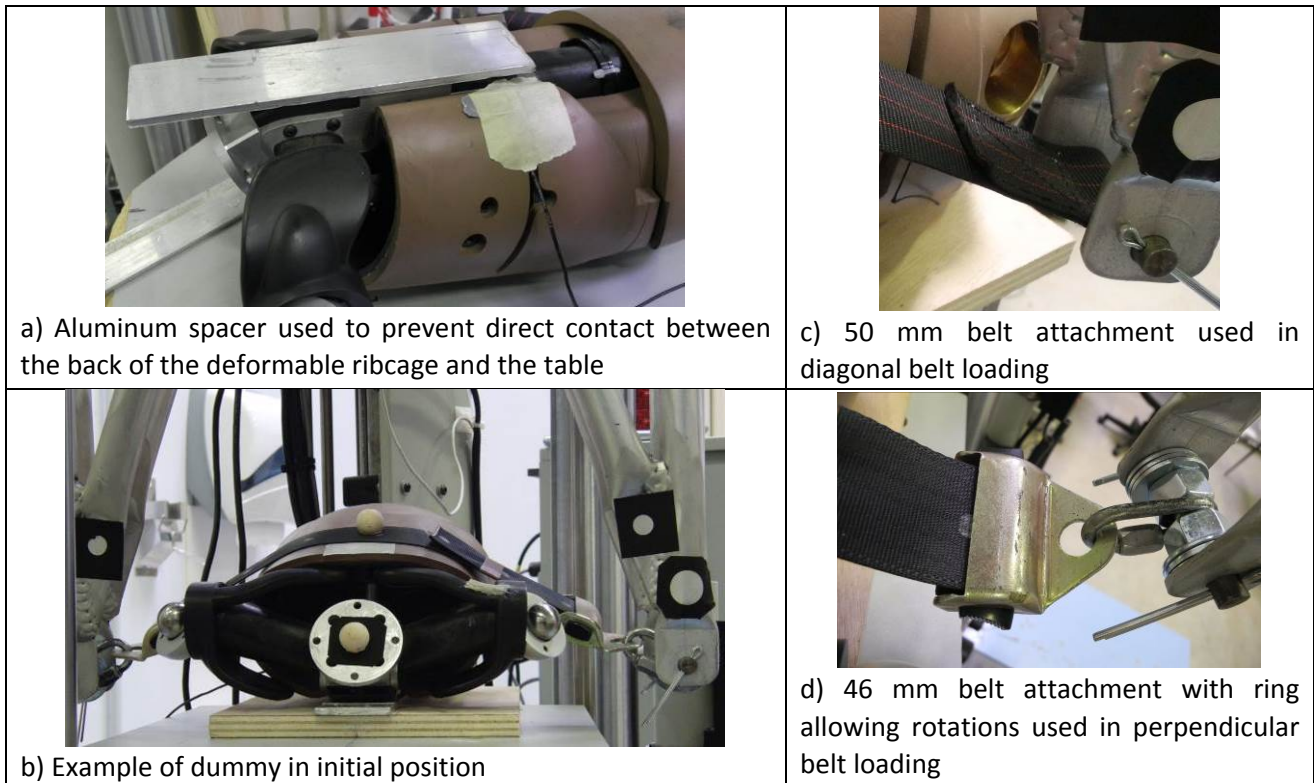 a) Aluminum spacer used to prevent direct contact between
the back of the deformable ribcage and the table
c) 50 mm belt attachment used in
diagonal belt loading
b) Example of dummy in initial position
d) 46 mm belt attachment with ring
allowing rotations used in perpendicular
belt loading